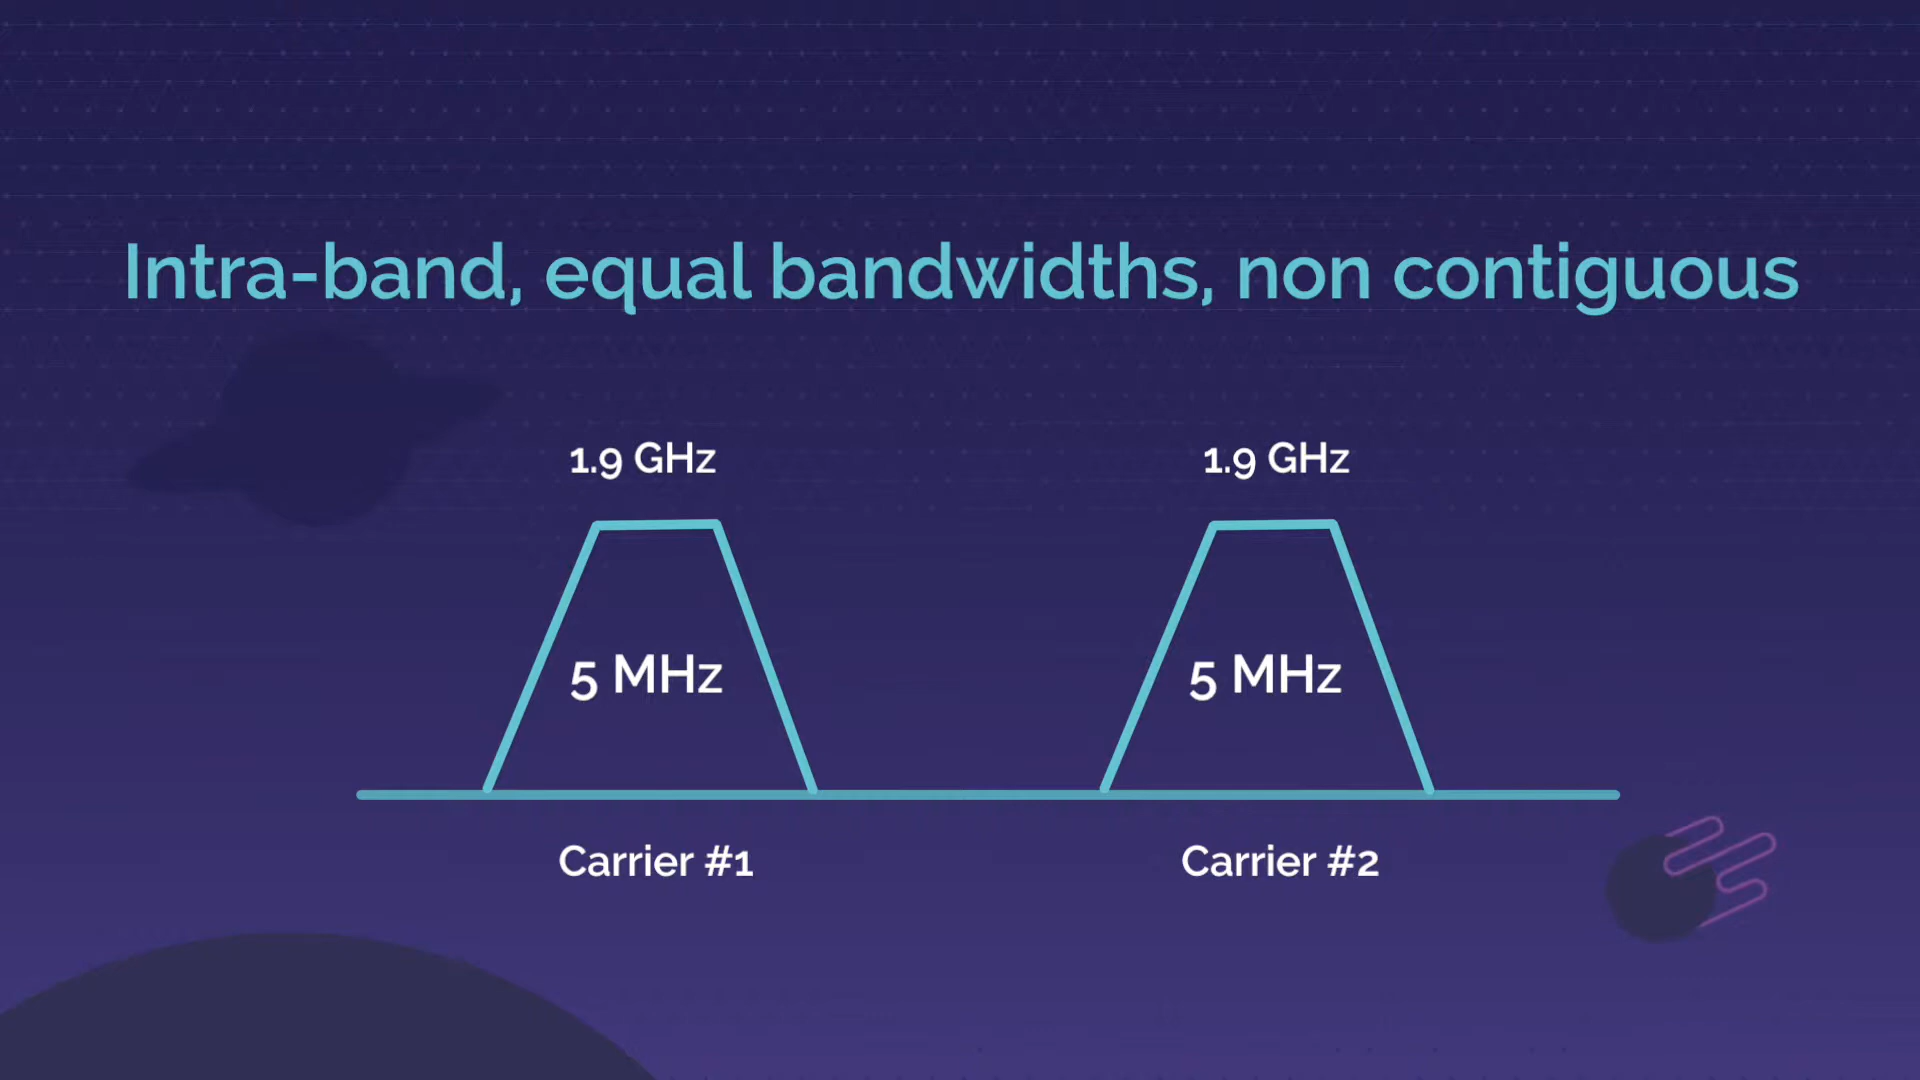 Intra-band, equal bandwidths, non contiguous
1.9 GHz
1.9 GHz
5 MHz
5 MHz
Carrier #1
Carrier #2